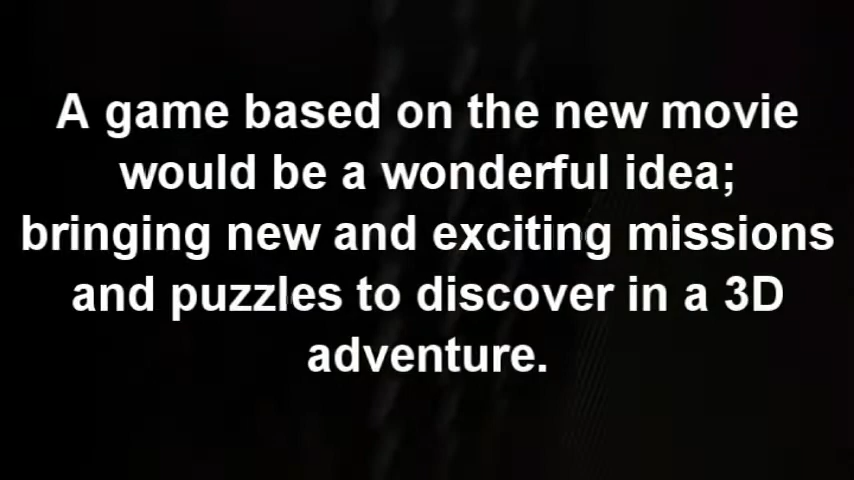 A game based on the new movie
would be a wonderful idea;
bringing new and exciting missions
and puzzles to discover in a 3D
adventure.